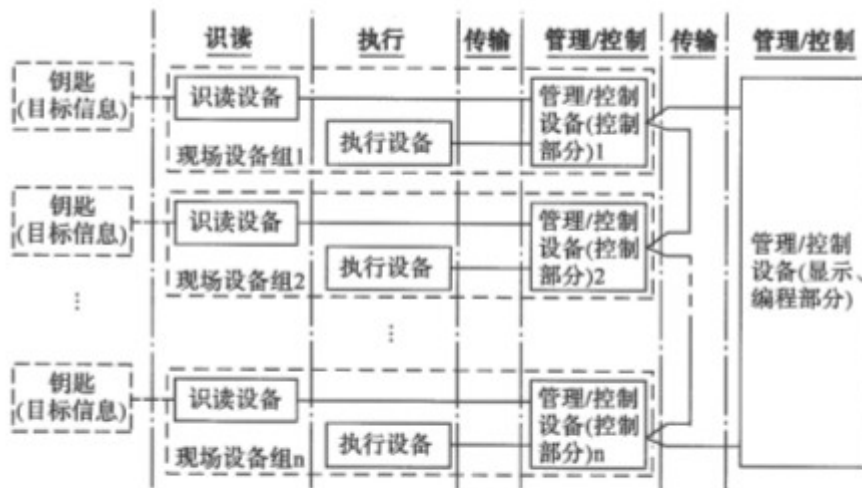 识读
执行
传输
管理/控制
传输
管理/控制
钥匙
(目标信息)
识读设备
执行设备
现场设备组1
管理/控制
设备(控制
部分)1
钥匙
(目标信息)
识读设备
执行设备
现场设备组2
管理/控制
设备(控制
部分)2
管理/控制
设备(显示、
编程部分)
⋮
⋮
钥匙
(目标信息)
识读设备
执行设备
现场设备组n
管理/控制
设备(控制
部分)n